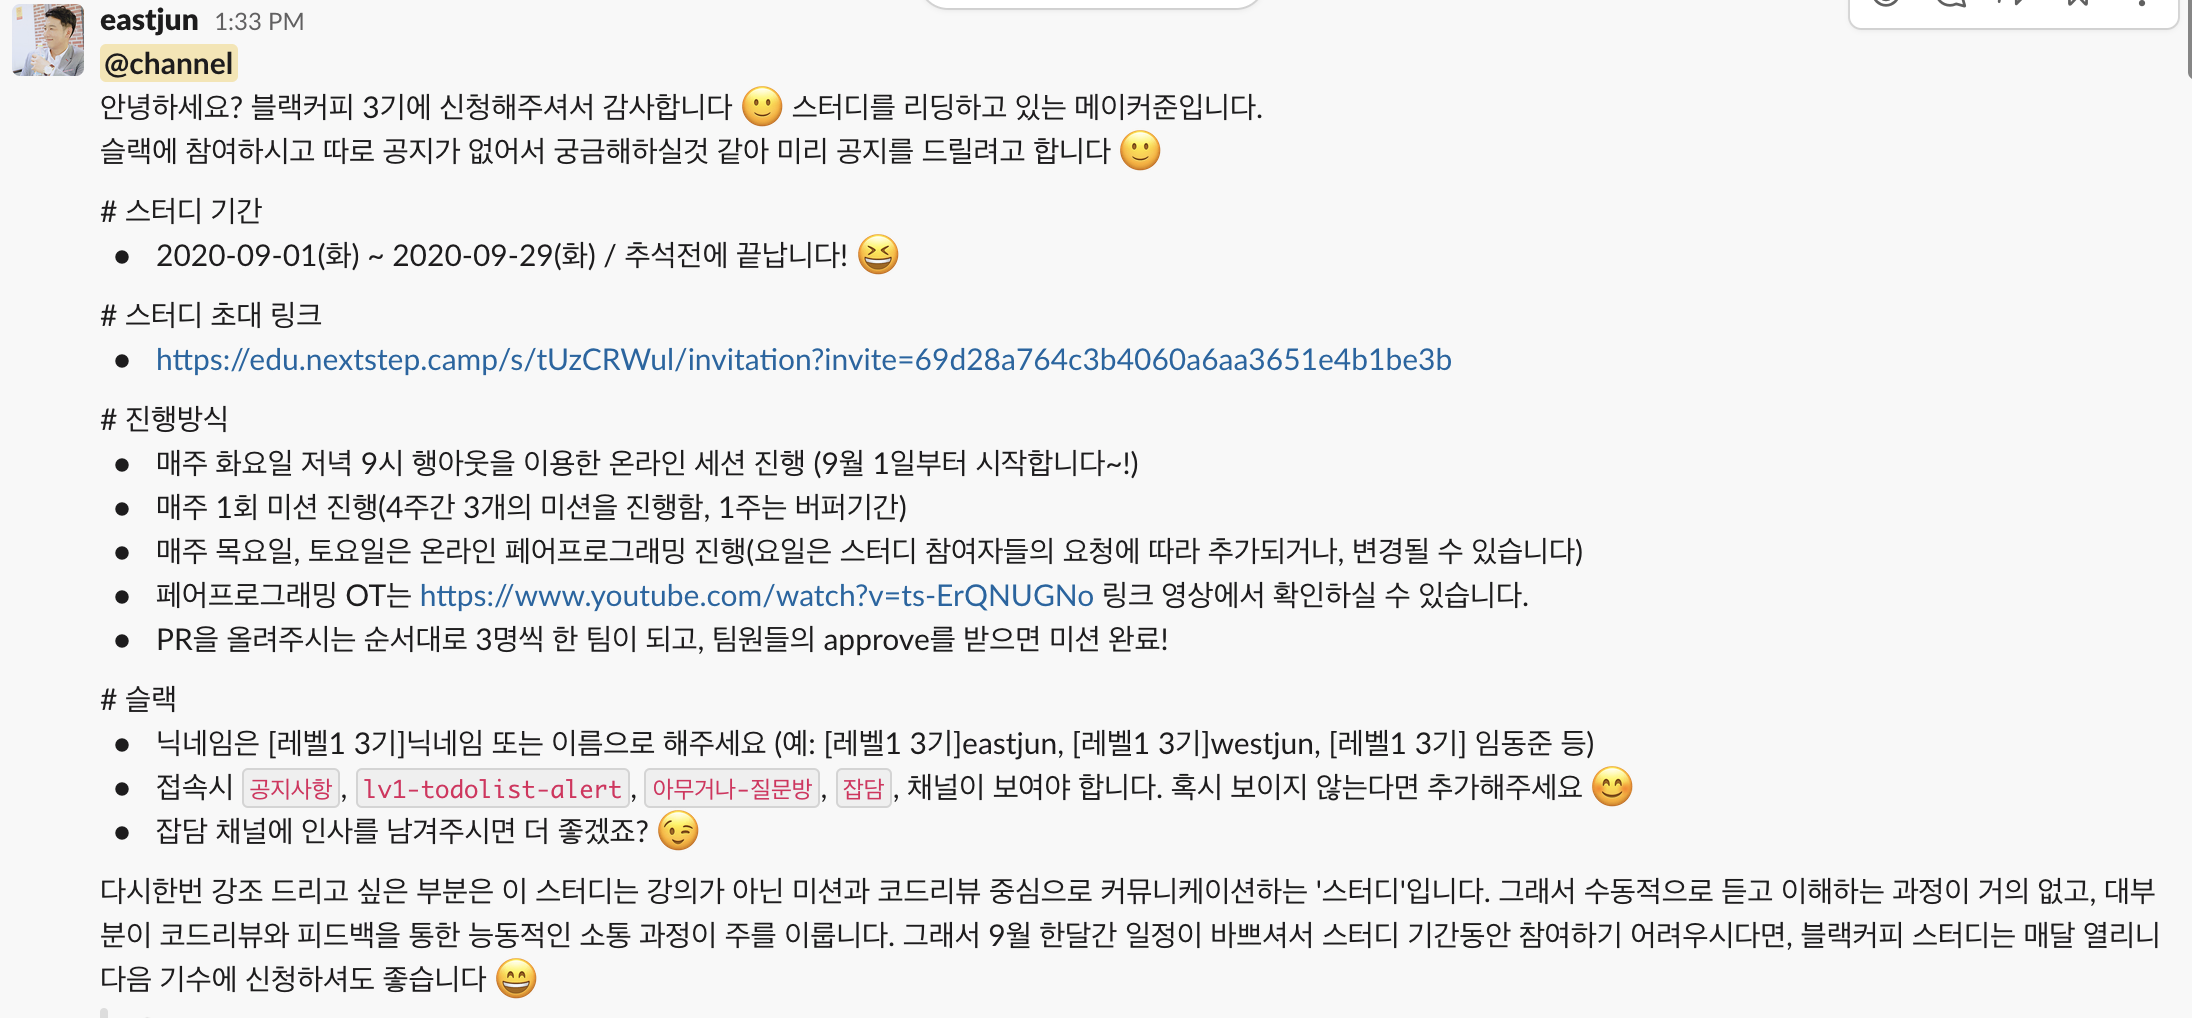 eastjun 1:33 PM
@channel
안녕하세요? 블랙커피 3기에 신청해주셔서 감사합니다 🙂 스터디를 리딩하고 있는 메이커준입니다.
슬랙에 참여하시고 따로 공지가 없어서 궁금해하실것 같아 미리 공지를 드릴려고 합니다 🙂
# 스터디 기간
● 2020-09-01(화) ~ 2020-09-29(화) / 추석전에 끝납니다! 😆
# 스터디 초대 링크
● https://edu.nextstep.camp/s/tUzCRWul/invitation?invite=69d28a764c3b4060a6aa3651e4b1be3b
# 진행방식
● 매주 화요일 저녁 9시 행아웃을 이용한 온라인 세션 진행 (9월 1일부터 시작합니다~!)
● 매주 1회 미션 진행(4주간 3개의 미션을 진행함, 1주는 버퍼기간)
● 매주 목요일, 토요일은 온라인 페어프로그래밍 진행(요일은 스터디 참여자들의 요청에 따라 추가되거나, 변경될 수 있습니다)
● 페어프로그래밍 OT는 https://www.youtube.com/watch?v=ts-ErQNUGNo 링크 영상에서 확인하실 수 있습니다.
● PR을 올려주시는 순서대로 3명씩 한 팀이 되고, 팀원들의 approve를 받으면 미션 완료!
# 슬랙
● 닉네임은 [레벨1 3기]닉네임 또는 이름으로 해주세요 (예: [레벨1 3기]eastjun, [레벨1 3기]westjun, [레벨1 3기] 임동준 등)
● 접속시 공지사항, lv1-todolist-alert, 아무거나-질문방, 잡담, 채널이 보여야 합니다. 혹시 보이지 않는다면 추가해주세요 😊
● 잡담 채널에 인사를 남겨주시면 더 좋겠죠? 😉
다시한번 강조 드리고 싶은 부분은 이 스터디는 강의가 아닌 미션과 코드리뷰 중심으로 커뮤니케이션하는 '스터디'입니다. 그래서 수동적으로 듣고 이해하는 과정이 거의 없고, 대부
분이 코드리뷰와 피드백을 통한 능동적인 소통 과정이 주를 이룹니다. 그래서 9월 한달간 일정이 바쁘셔서 스터디 기간동안 참여하기 어려우시다면, 블랙커피 스터디는 매달 열리니
다음 기수에 신청하셔도 좋습니다 😄